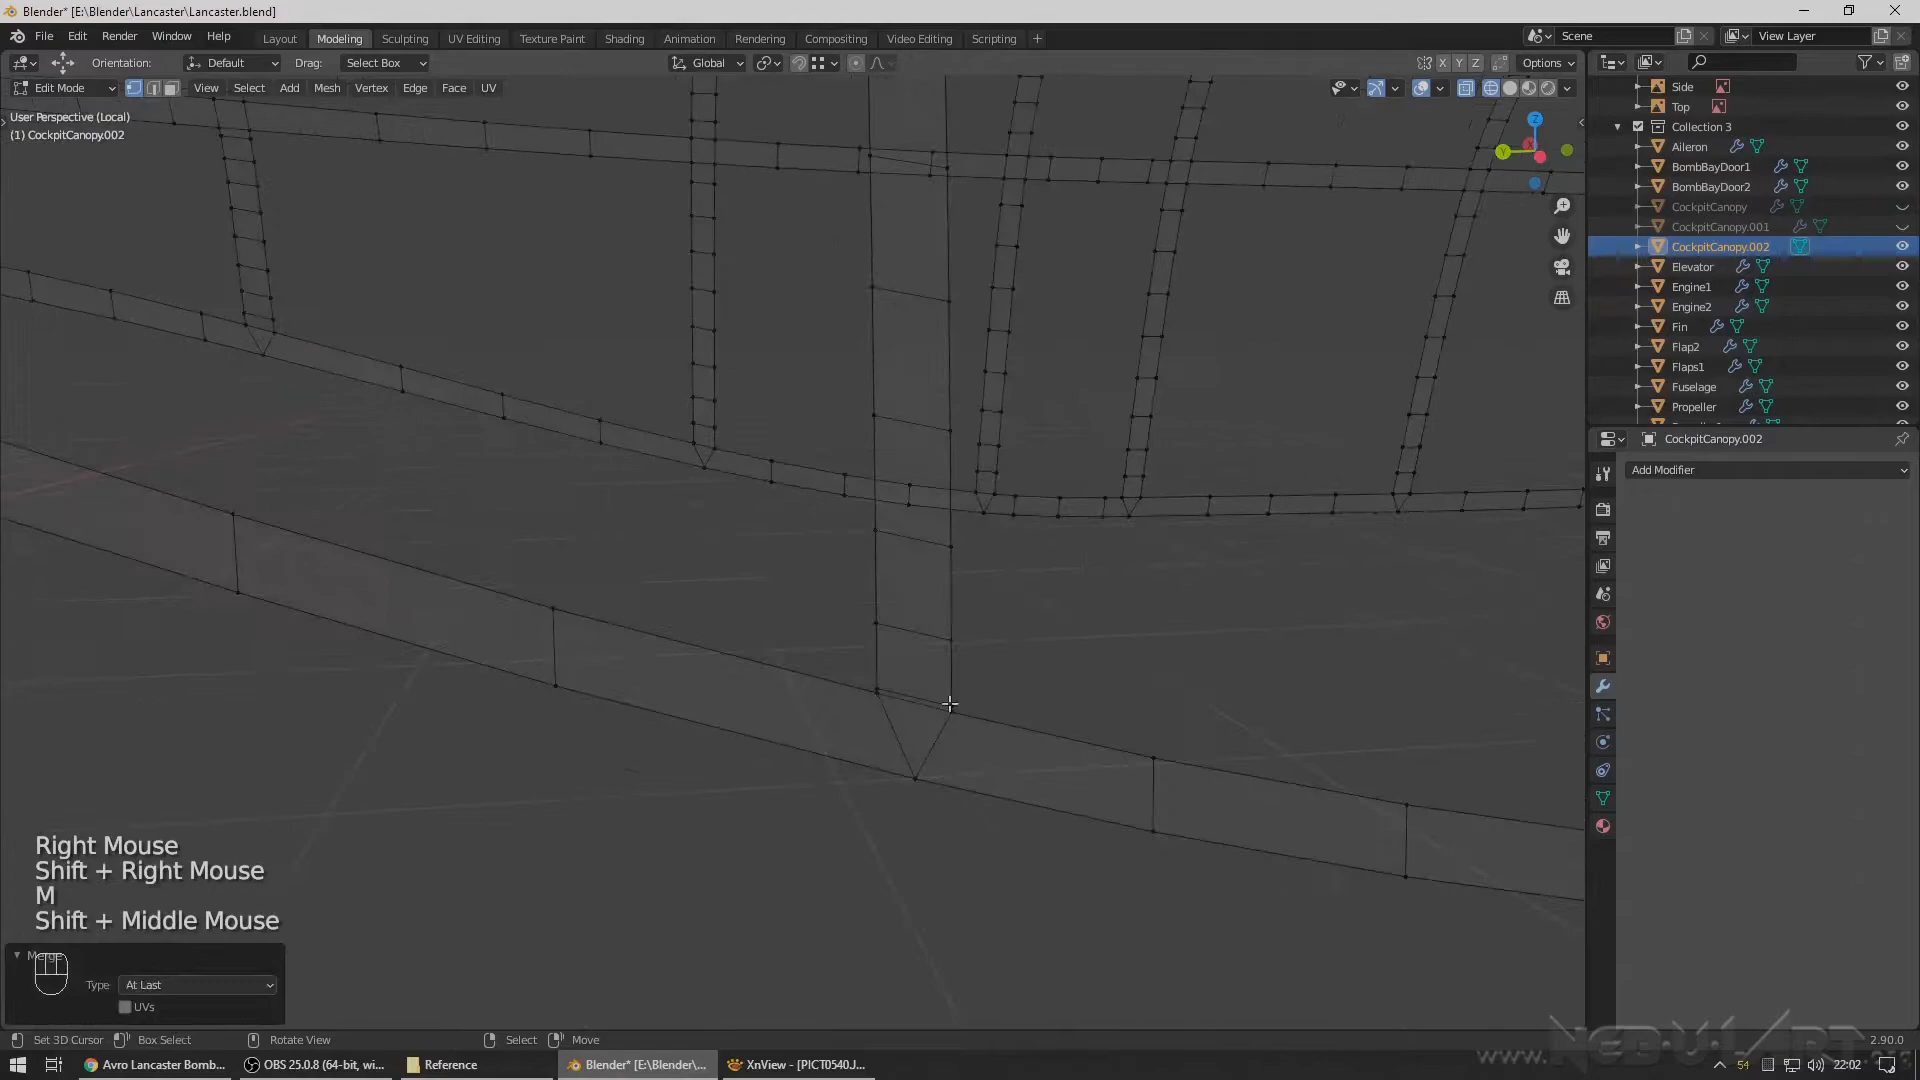 Blender* [E:\Blender\Lancaster\Lancaster.blend]
File Edit Render Window Help
Layout Modeling Sculpting UV Editing Texture Paint Shading Animation Rendering Compositing Video Editing Scripting +
Scene View Layer
Orientation: Default Drag: Select Box Global X Y Z Options
Edit Mode View Select Add Mesh Vertex Edge Face UV
User Perspective (Local)
(1) CockpitCanopy.002
Z
Y
X
Side
Top
Collection 3
Aileron
BombBayDoor1
BombBayDoor2
CockpitCanopy
CockpitCanopy.001
CockpitCanopy.002
Elevator
Engine1
Engine2
Fin
Flap2
Flaps1
Fuselage
Propeller
CockpitCanopy.002
Add Modifier
Right Mouse
Shift + Right Mouse
M
Shift + Middle Mouse
Type At Last
UVs
Set 3D Cursor Box Select Rotate View Select Move 2.90.0
Avro Lancaster Bomb... OBS 25.0.8 (64-bit, wi... Reference Blender* [E:\Blender\... XnView - [PICT0540.J... 54 22:02